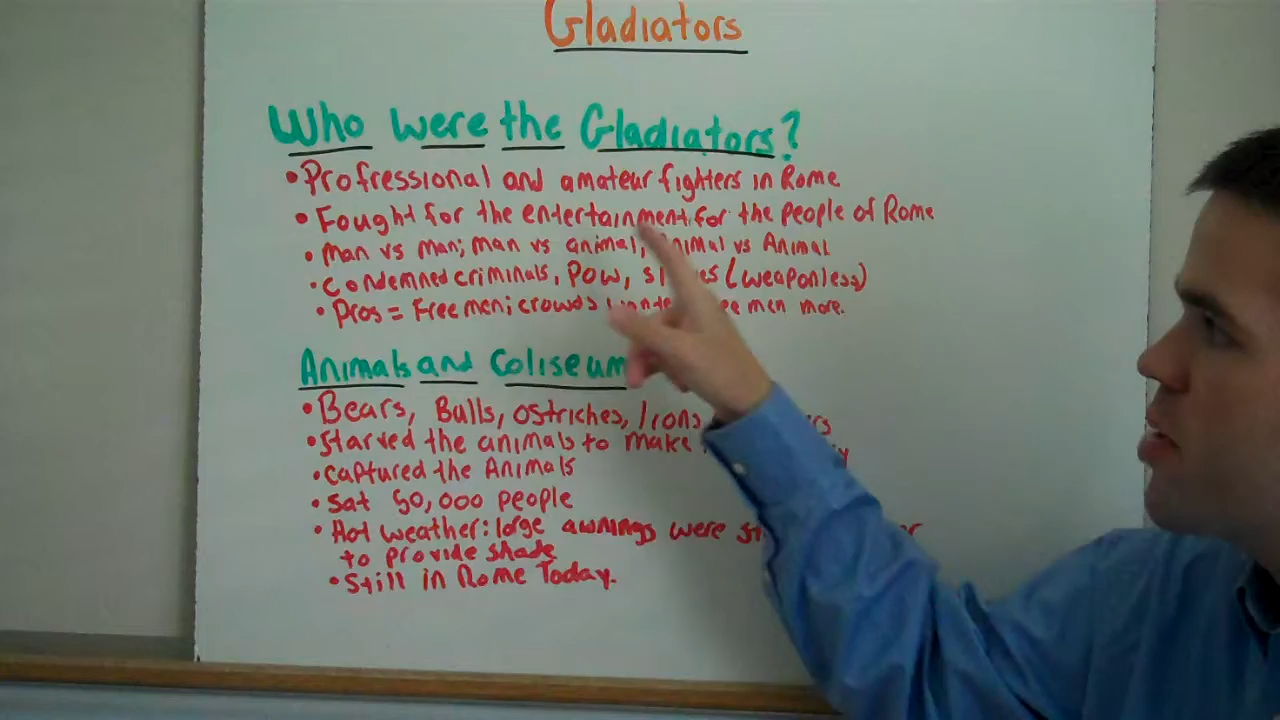 Gladiators
Who were the Gladiators?
• Profressional and amateur fighters in Rome
• Fought for the entertainment for the people of Rome
• Man vs man; man vs animal, Animal vs Animal
• Condemned criminals, POW, (weaponless)
• Pros = Free men; crowds men more.
Animals and Coliseum
• Bears, Bulls, ostriches, lions
• Starved the animals to make
• Captured the Animals
• Sat 50,000 people
• Hot weather: large awnings were
to provide shade
• Still in Rome Today.